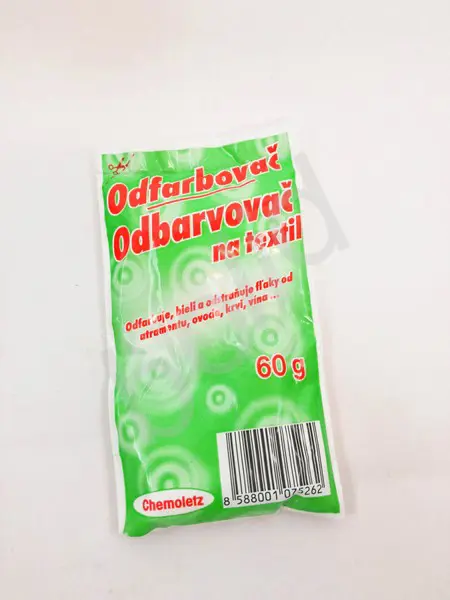 Odfarbovač
Odbarvovač
na textil
Odfarbuje, bieli a odstraňuje fľaky od
atramentu, ovocia, krvi, vína ...
60 g
8 588001 075262
Chemoletz